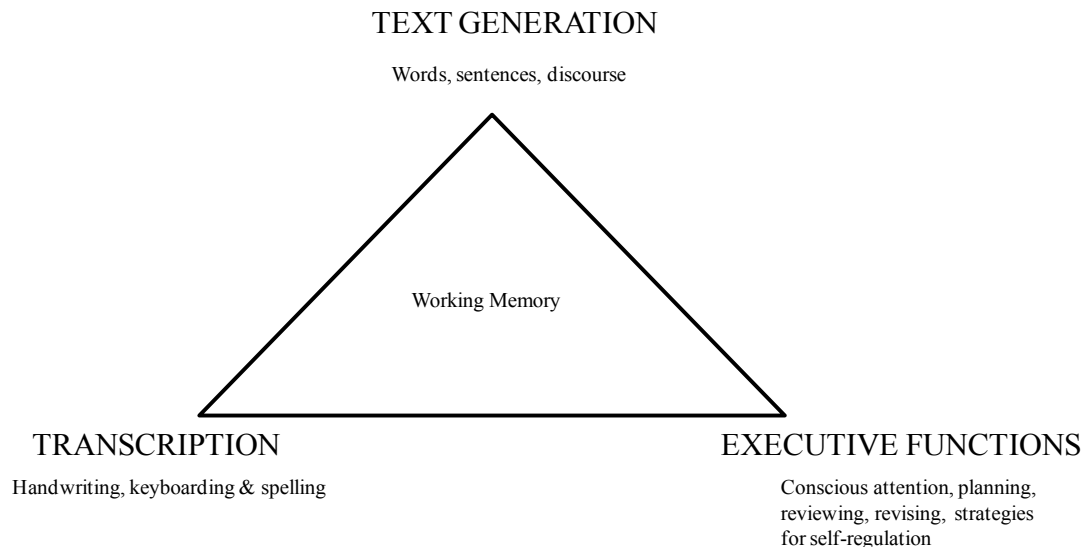 TEXT GENERATION
Words, sentences, discourse
Working Memory
TRANSCRIPTION
Handwriting, keyboarding & spelling
EXECUTIVE FUNCTIONS
Conscious attention, planning,
reviewing, revising, strategies
for self-regulation